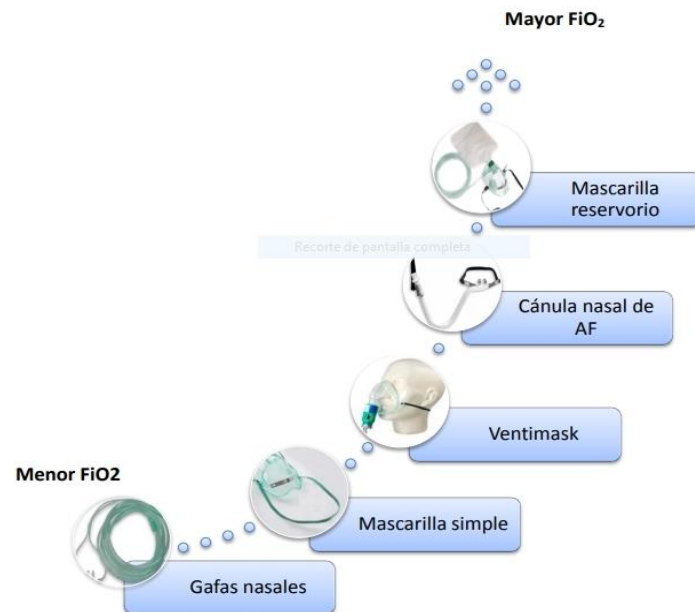 Mayor FiO₂
Mascarilla
reservorio
Recorte de pantalla completa
Cánula nasal de
AF
Ventimask
Menor FiO2
Mascarilla simple
Gafas nasales